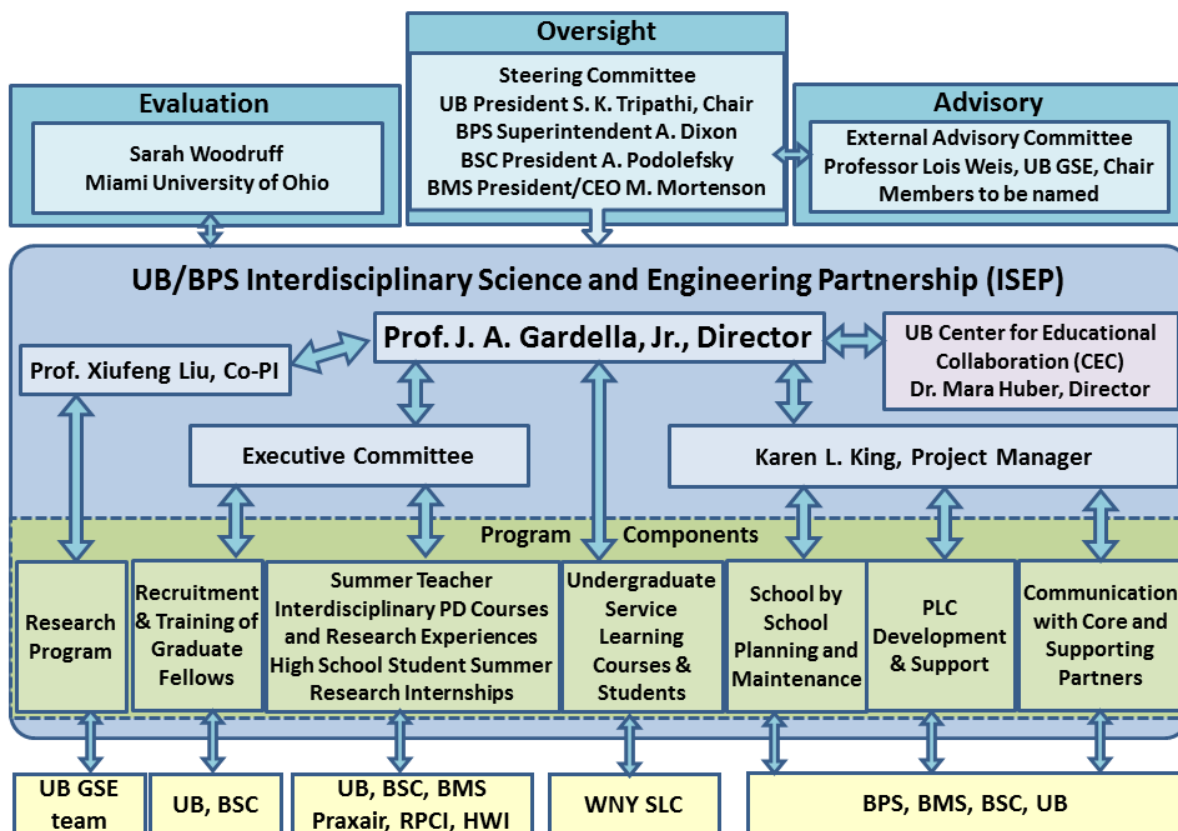 Oversight
Steering Committee
UB President S. K. Tripathi, Chair
BPS Superintendent A. Dixon
BSC President A. Podolefsky
BMS President/CEO M. Mortenson
Evaluation
Sarah Woodruff
Miami University of Ohio
Advisory
External Advisory Committee
Professor Lois Weis, UB GSE, Chair
Members to be named
UB/BPS Interdisciplinary Science and Engineering Partnership (ISEP)
Prof. J. A. Gardella, Jr., Director
Prof. Xiufeng Liu, Co-PI
UB Center for Educational
Collaboration (CEC)
Dr. Mara Huber, Director
Executive Committee
Karen L. King, Project Manager
Program Components
Research
Program
Recruitment
& Training of
Graduate
Fellows
Summer Teacher
Interdisciplinary PD Courses
and Research Experiences
High School Student Summer
Research Internships
Undergraduate
Service
Learning
Courses &
Students
School by
School
Planning and
Maintenance
PLC
Development
& Support
Communication
with Core and
Supporting
Partners
UB GSE
team
UB, BSC
UB, BSC, BMS
Praxair, RPCI, HWI
WNY SLC
BPS, BMS, BSC, UB